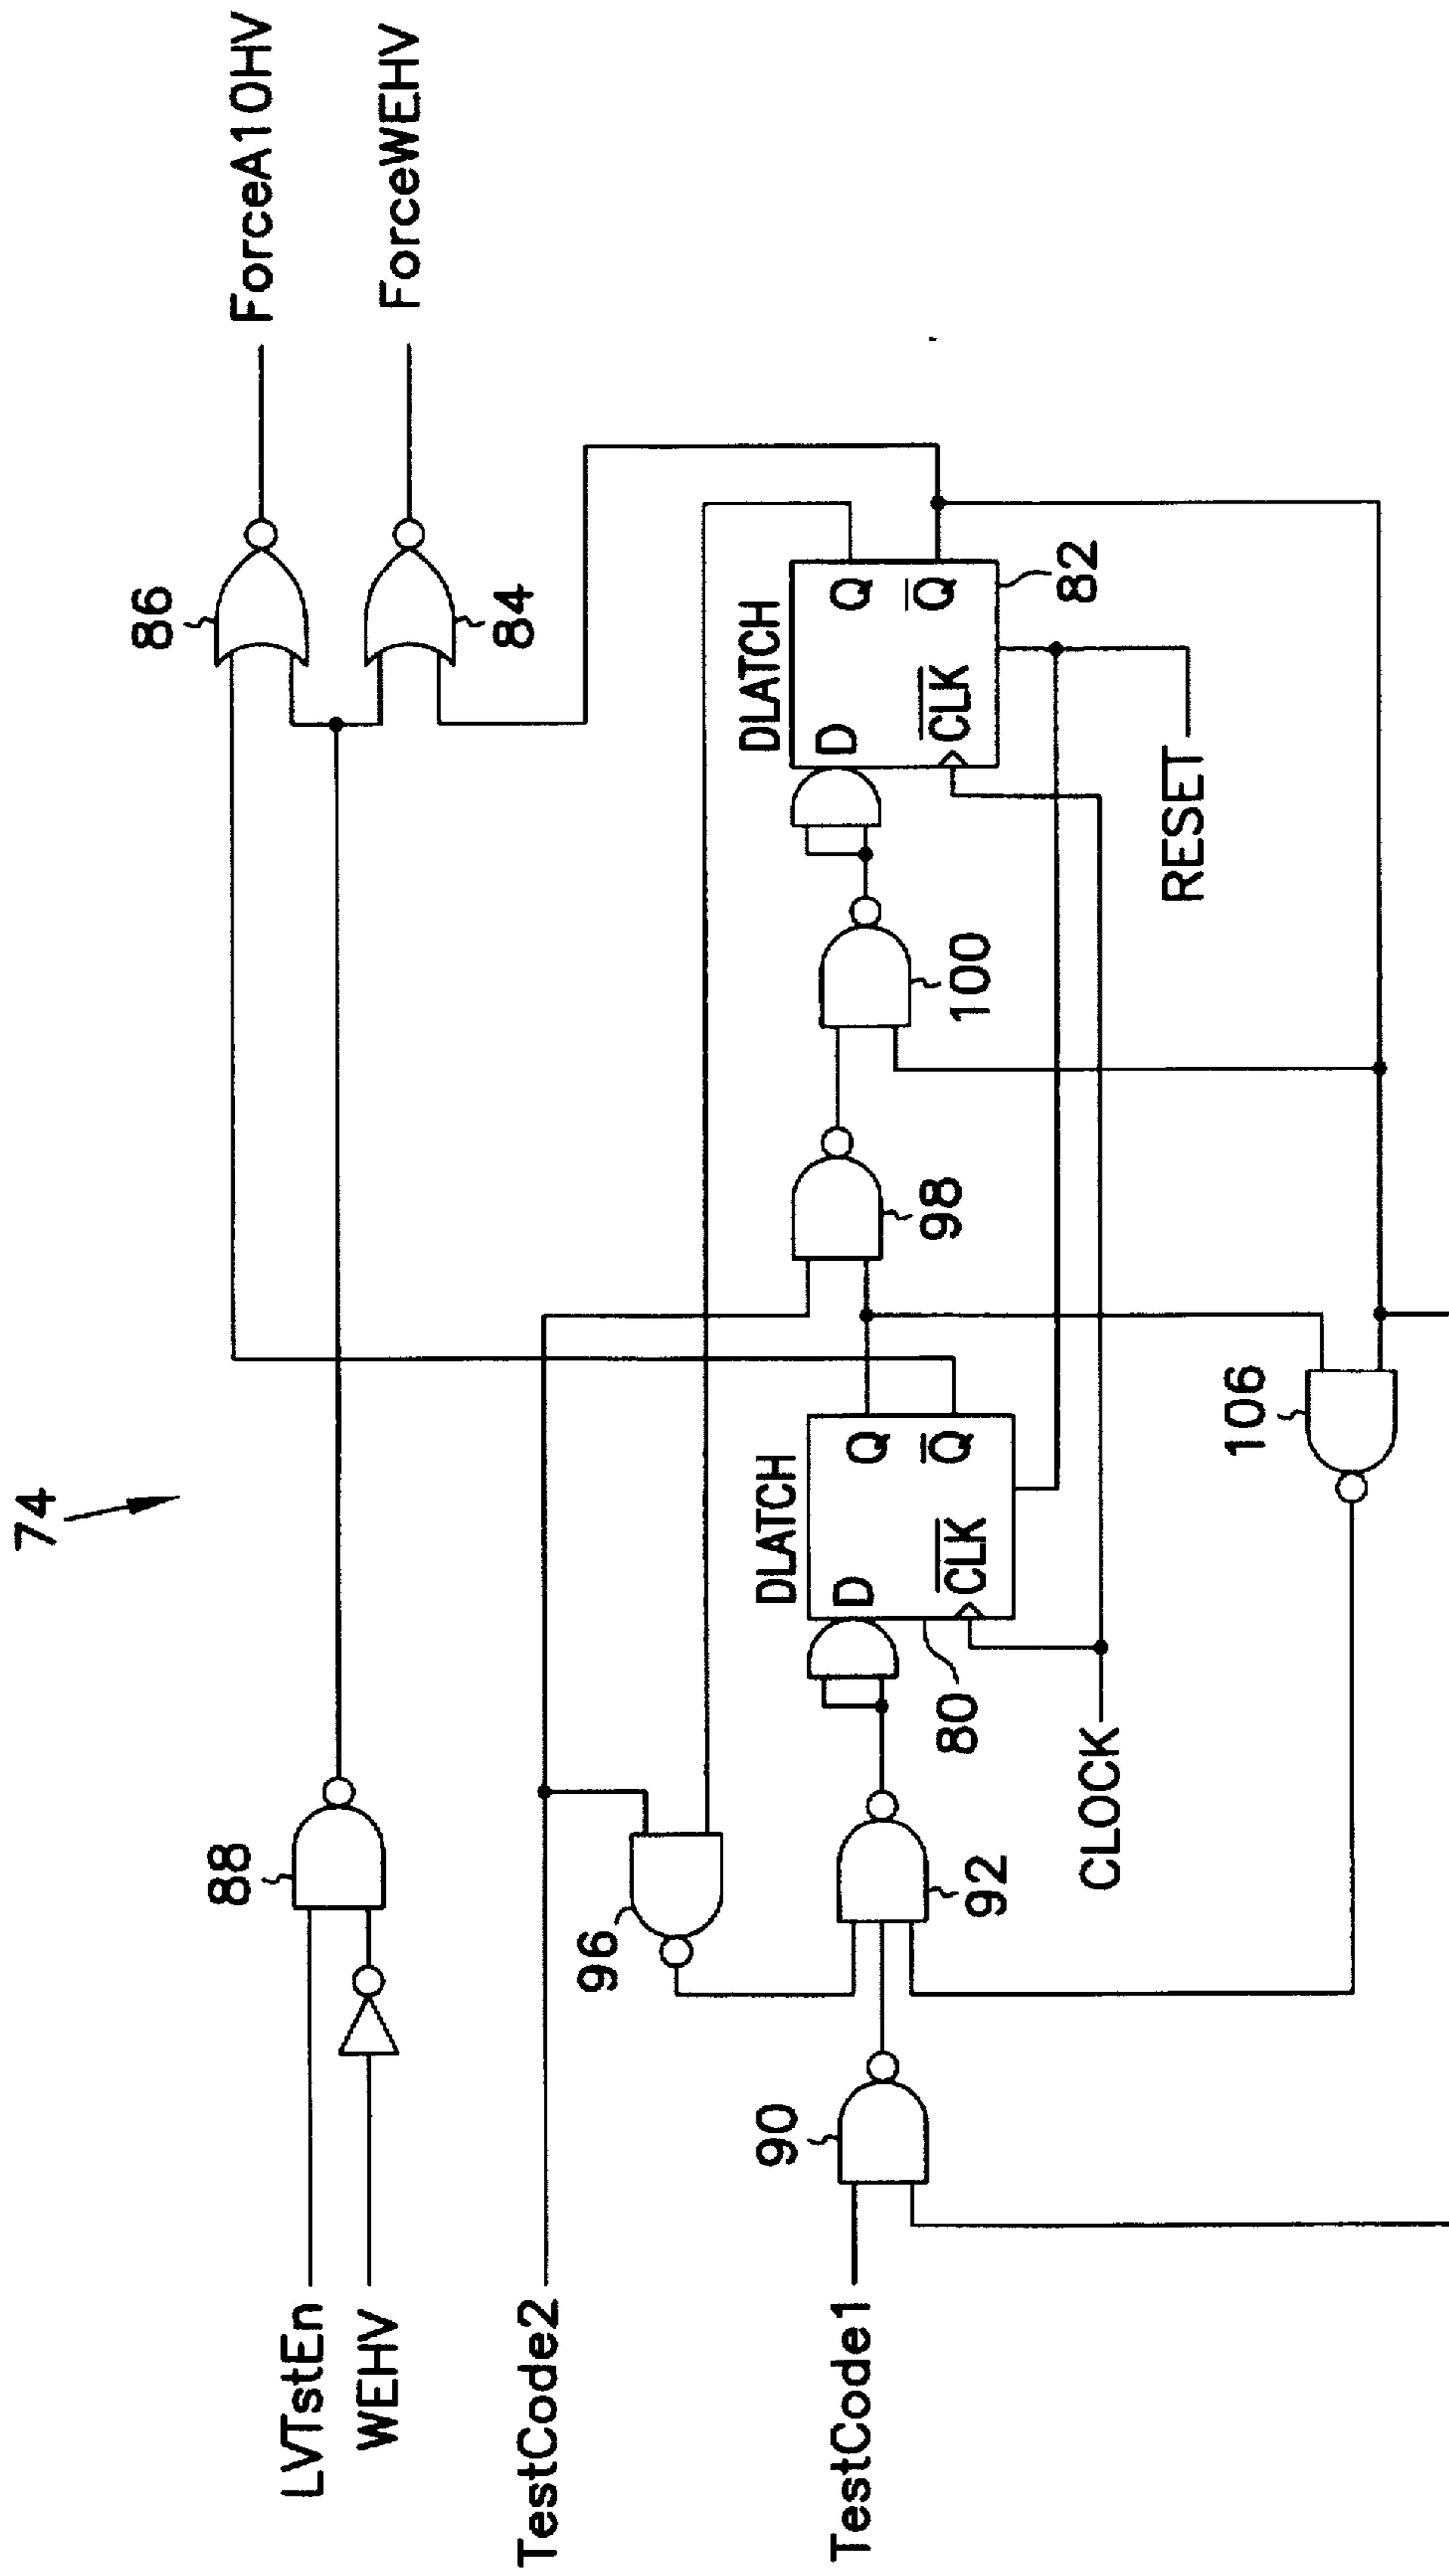 74
LVTstEn
WEHV
88
86
ForceA10HV
84
ForceWEHV
TestCode2
96
TestCode1
90
92
DLATCH
D
Q
CLK
Q
80
98
100
DLATCH
D
Q
CLK
Q
82
CLOCK
RESET
106